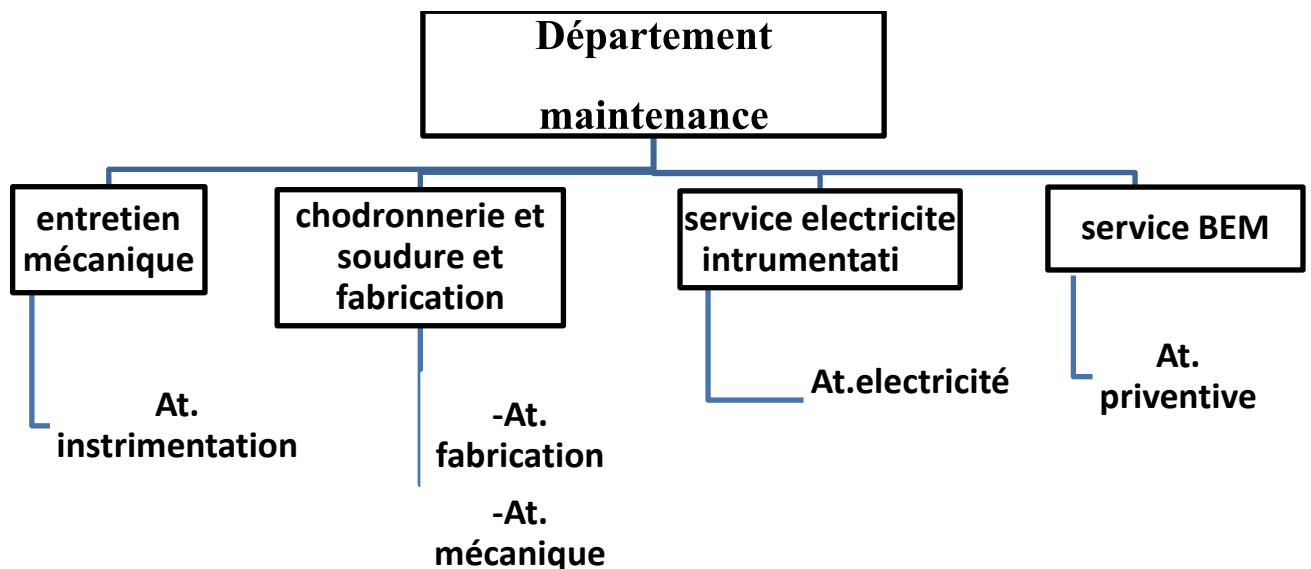 Département
maintenance
entretien
mécanique
chodronnerie et
soudure et
fabrication
service electricite
intrumentati
service BEM
At.
instrimentation
-At.
fabrication
-At.
mécanique
At.electricité
At.
priventive